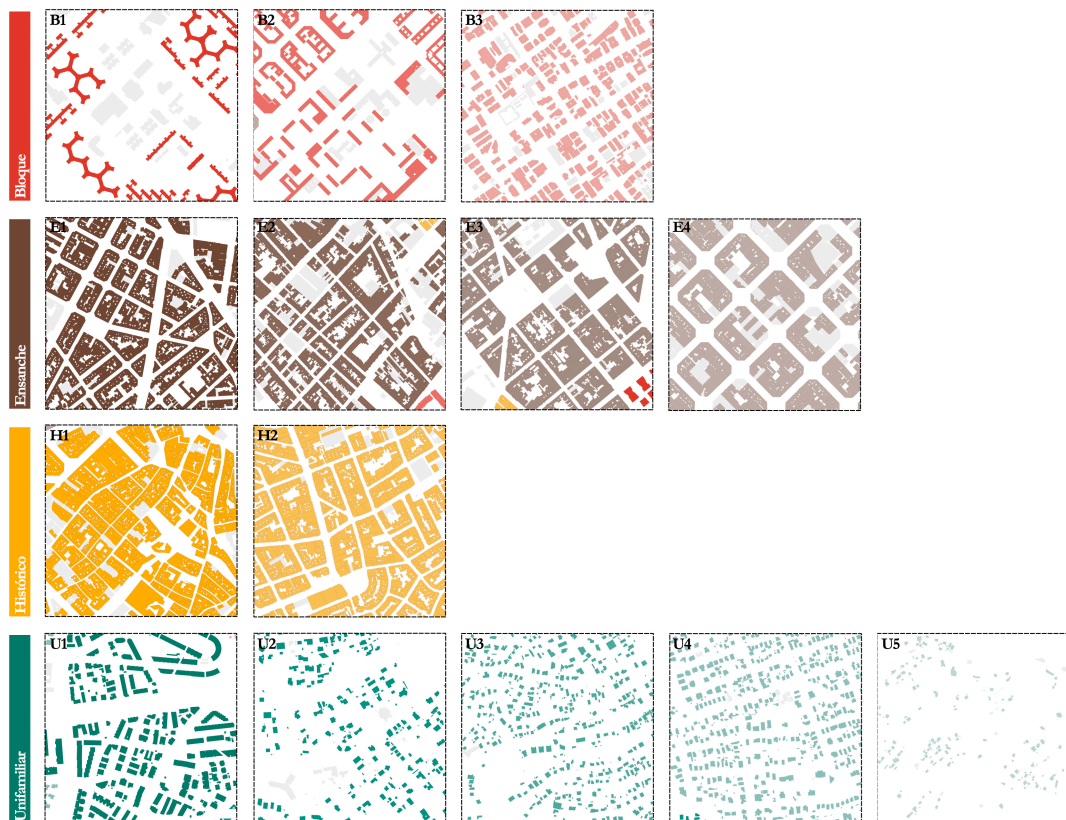 Bloque
B1
B2
B3
Ensanche
E1
E2
E3
E4
Histórico
H1
H2
Unifamiliar
U1
U2
U3
U4
U5